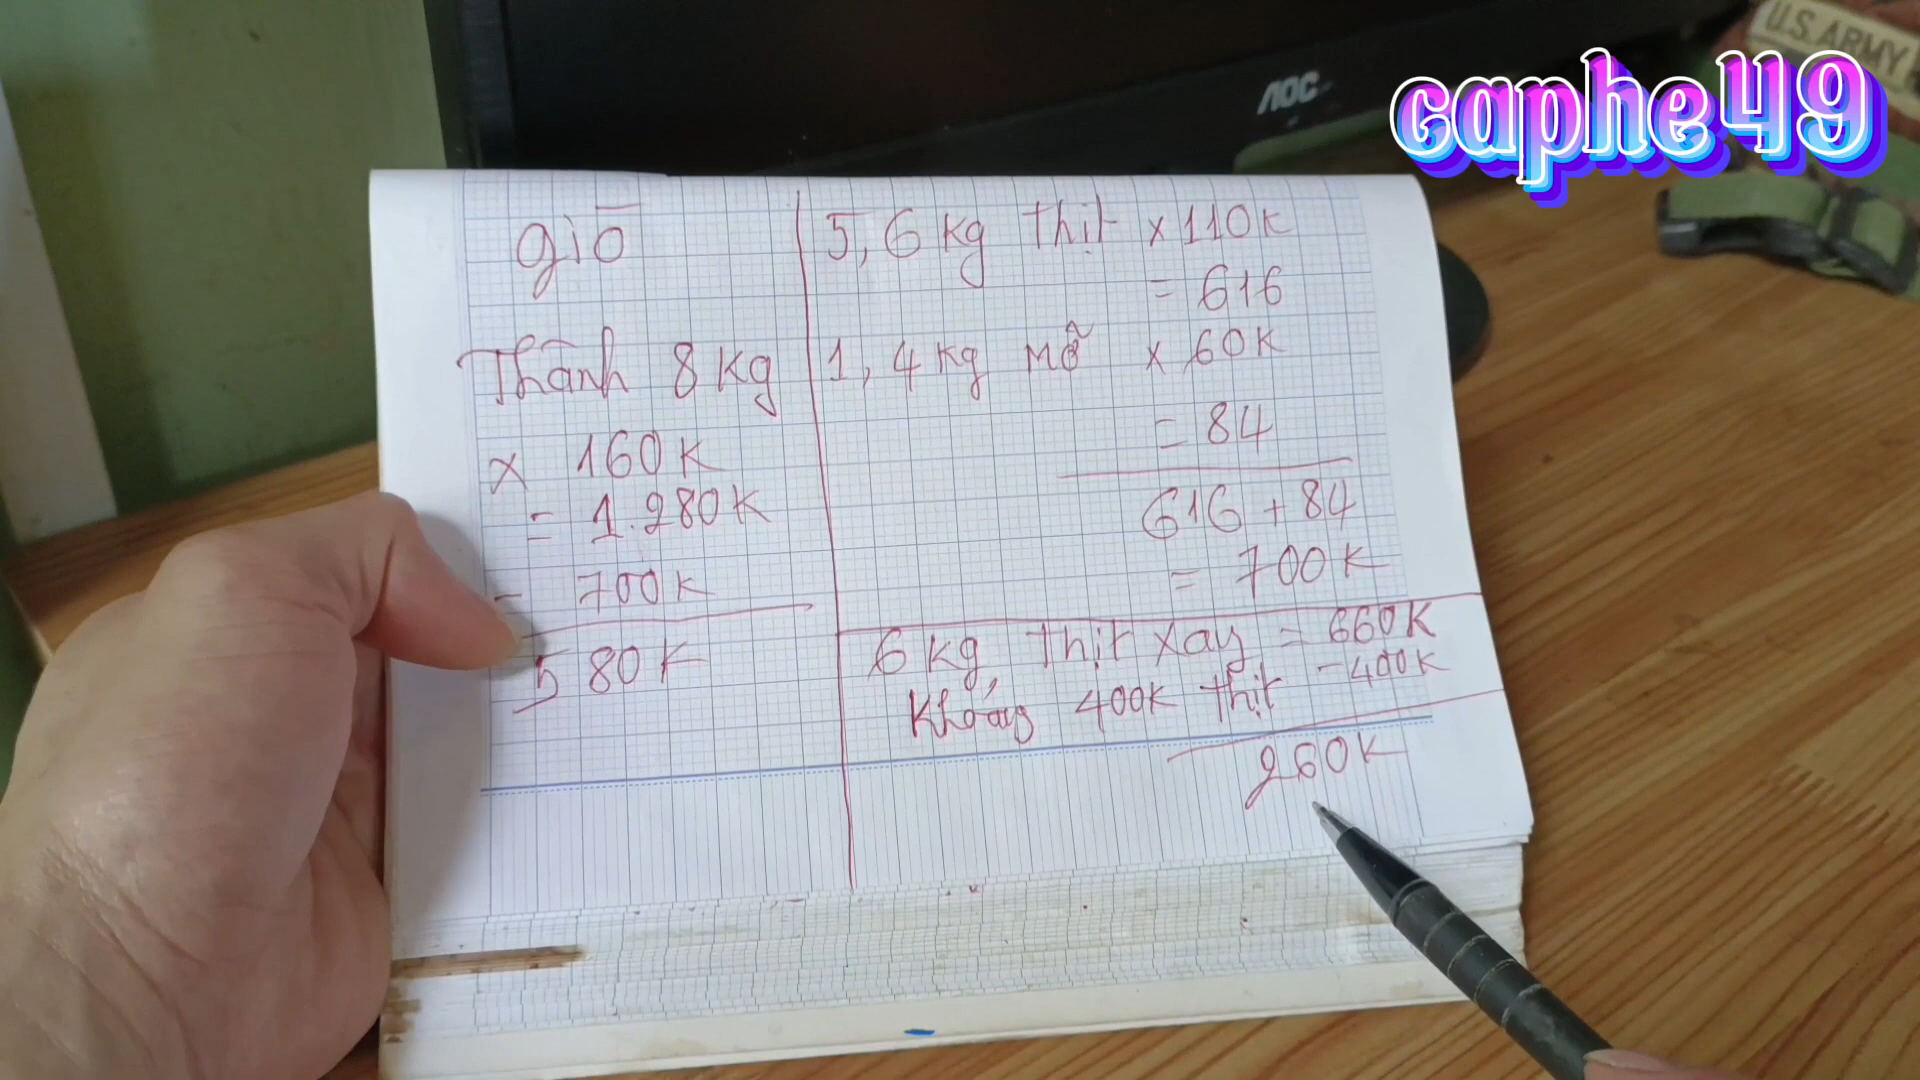 U.S. ARMY
AOC
caphe49
giò
Thành 8 kg
x 160K
= 1.280K
- 700K
580K
5,6 kg thịt x 110K
= 616
1,4 kg mỡ x 60K
= 84
616 + 84
= 700K
6 kg, thịt xay = 660K
khoảng 400K thịt - 400K
260K